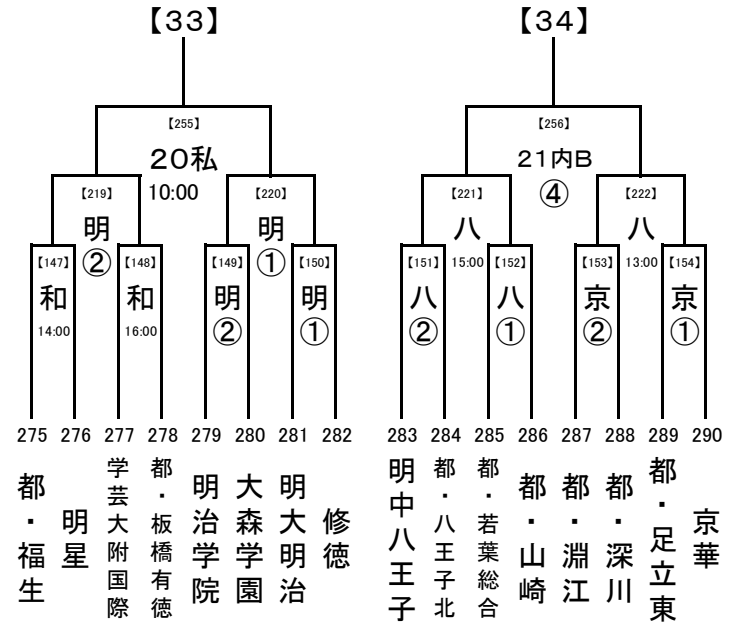 【33】 【34】
【255】 【256】
20私 21内B
10:00 ④
【219】 【220】 【221】 【222】
明 明 八 八
② ① 15:00 13:00
【147】 【148】 【149】 【150】 【151】 【152】 【153】 【154】
和 和 明 明 八 八 京 京
14:00 16:00 ② ① ② ① ② ①
275 276 277 278 279 280 281 282 283 284 285 286 287 288 289 290
都・福生
明星
学芸大附国際
都・板橋有徳
明治学院
大森学園
明大明治
修徳
明中八王子
都・八王子北
都・若葉総合
都・山崎
都・淵江
都・深川
都・足立東
京華